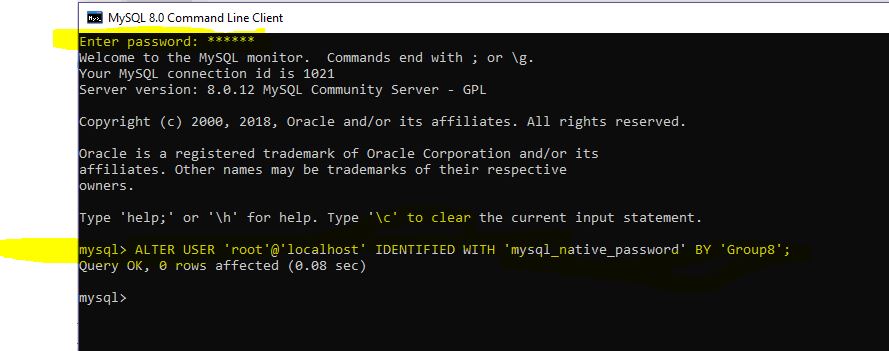 MySQL 8.0 Command Line Client
Enter password: ******
Welcome to the MySQL monitor.  Commands end with ; or \g.
Your MySQL connection id is 1021
Server version: 8.0.12 MySQL Community Server - GPL
Copyright (c) 2000, 2018, Oracle and/or its affiliates. All rights reserved.
Oracle is a registered trademark of Oracle Corporation and/or its
affiliates. Other names may be trademarks of their respective
owners.
Type 'help;' or '\h' for help. Type '\c' to clear the current input statement.
mysql> ALTER USER 'root'@'localhost' IDENTIFIED WITH 'mysql_native_password' BY 'Group8';
Query OK, 0 rows affected (0.08 sec)
mysql>